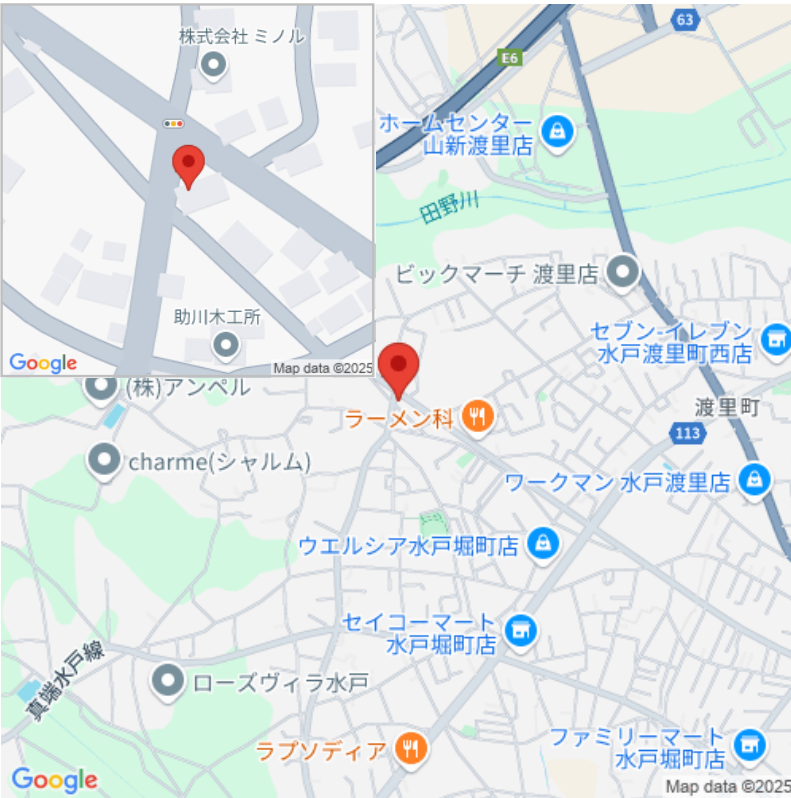 株式会社 ミノル
助川木工所
Google
Map data ©2025
63
E6
ホームセンター
山新渡里店
田野川
ビックマーチ 渡里店
セブン-イレブン
水戸渡里町西店
(株)アンペル
ラーメン科
渡里町
113
charme(シャルム)
ワークマン 水戸渡里店
ウエルシア水戸堀町店
セイコーマート
水戸堀町店
真端水戸線
ローズヴィラ水戸
ラプソディア
ファミリーマート
水戸堀町店
Google
Map data ©2025